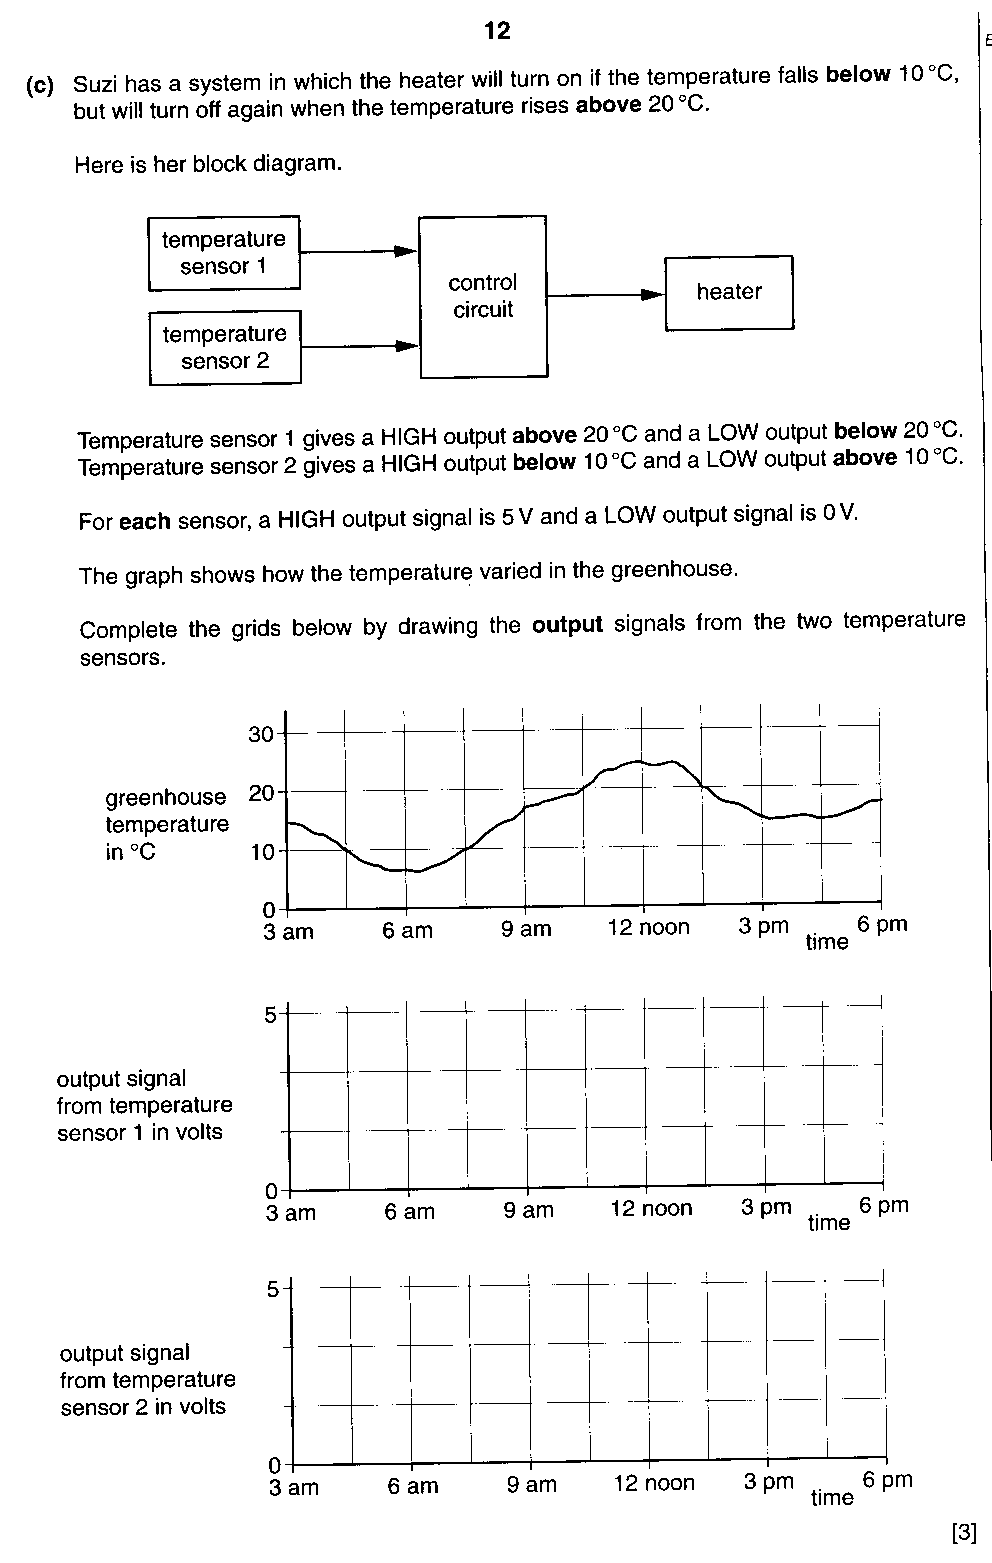 12
E
(c) Suzi has a system in which the heater will turn on if the temperature falls below 10 °C,
but will turn off again when the temperature rises above 20 °C.
Here is her block diagram.
temperature
sensor 1
control
circuit
heater
temperature
sensor 2
Temperature sensor 1 gives a HIGH output above 20 °C and a LOW output below 20 °C.
Temperature sensor 2 gives a HIGH output below 10 °C and a LOW output above 10 °C.
For each sensor, a HIGH output signal is 5 V and a LOW output signal is 0 V.
The graph shows how the temperature varied in the greenhouse.
Complete the grids below by drawing the output signals from the two temperature
sensors.
30
greenhouse 20
temperature
in °C 10
0
3 am 6 am 9 am 12 noon 3 pm 6 pm
time
5
output signal
from temperature
sensor 1 in volts
0
3 am 6 am 9 am 12 noon 3 pm 6 pm
time
5
output signal
from temperature
sensor 2 in volts
0
3 am 6 am 9 am 12 noon 3 pm 6 pm
time
[3]